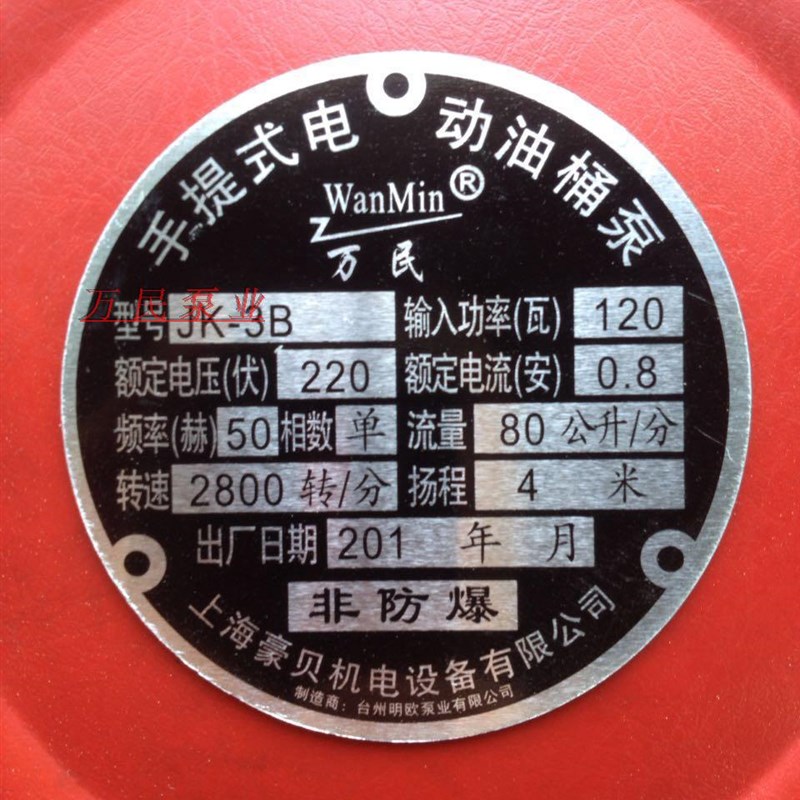 手提式电动油桶泵
WanMin®
万民
万民泵业
型号 JK-3B 输入功率(瓦) 120
额定电压(伏) 220 额定电流(安) 0.8
频率(赫) 50 相数 单 流量 80 公升/分
转速 2800 转/分 扬程 4 米
出厂日期 201 年 月
非防爆
上海豪贝机电设备有限公司
制造商：台州明欧泵业有限公司